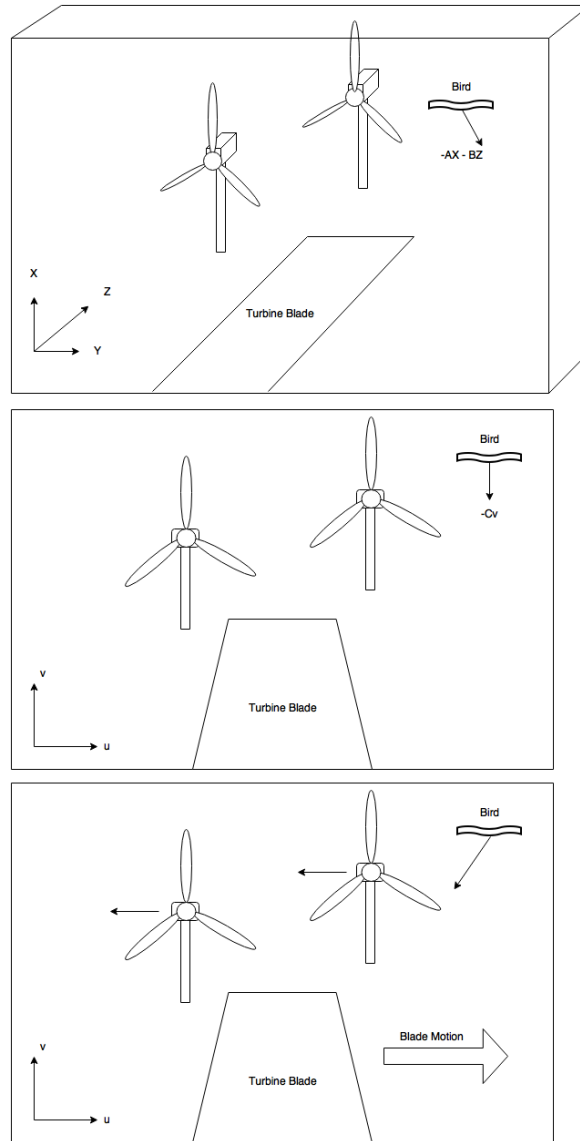 Bird
-AX - BZ
X
Z
Y
Turbine Blade
Bird
-Cv
v
u
Turbine Blade
Bird
Blade Motion
v
u
Turbine Blade